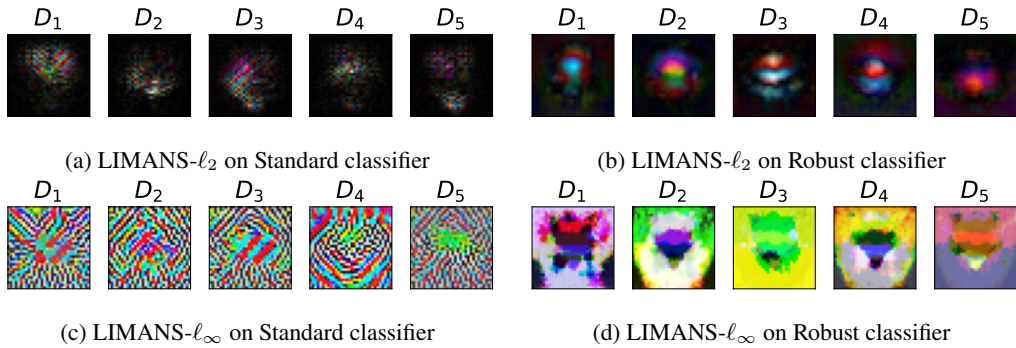 D₁ D₂ D₃ D₄ D₅
(a) LIMANS-ℓ₂ on Standard classifier
D₁ D₂ D₃ D₄ D₅
(b) LIMANS-ℓ₂ on Robust classifier
D₁ D₂ D₃ D₄ D₅
(c) LIMANS-ℓ∞ on Standard classifier
D₁ D₂ D₃ D₄ D₅
(d) LIMANS-ℓ∞ on Robust classifier